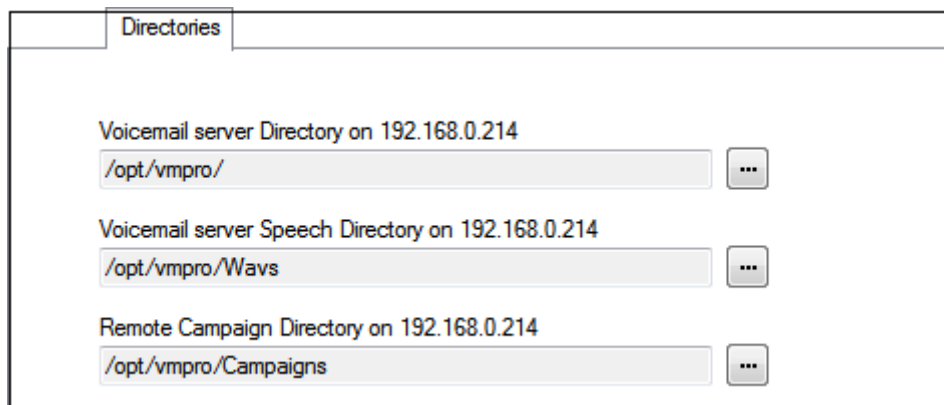 Directories
Voicemail server Directory on 192.168.0.214
/opt/vmpro/
...
Voicemail server Speech Directory on 192.168.0.214
/opt/vmpro/Wavs
...
Remote Campaign Directory on 192.168.0.214
/opt/vmpro/Campaigns
...